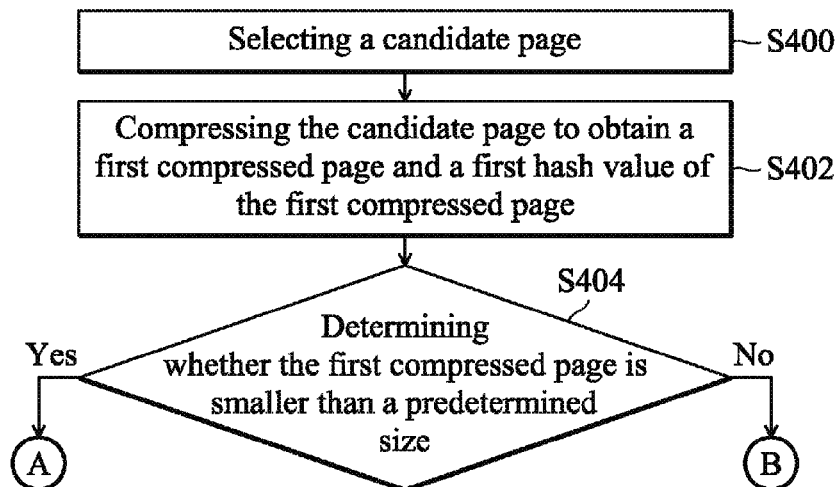 Selecting a candidate page
S400
Compressing the candidate page to obtain a
first compressed page and a first hash value of
the first compressed page
S402
S404
Determining
whether the first compressed page is
smaller than a predetermined
size
Yes
No
A
B